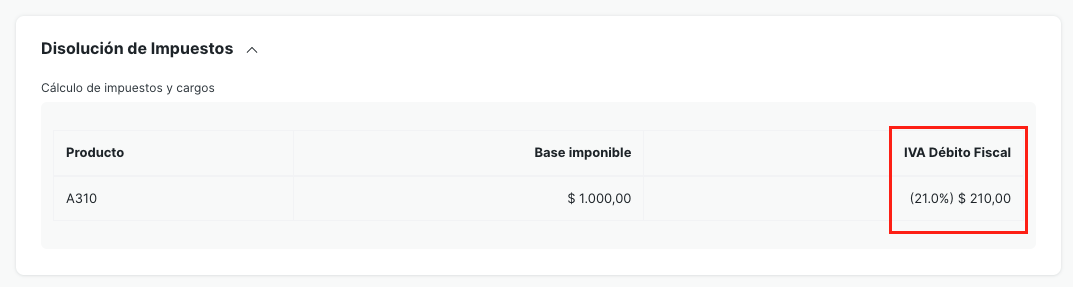 Disolución de Impuestos
Cálculo de impuestos y cargos
Producto Base imponible IVA Débito Fiscal
A310 $ 1.000,00 (21.0%) $ 210,00